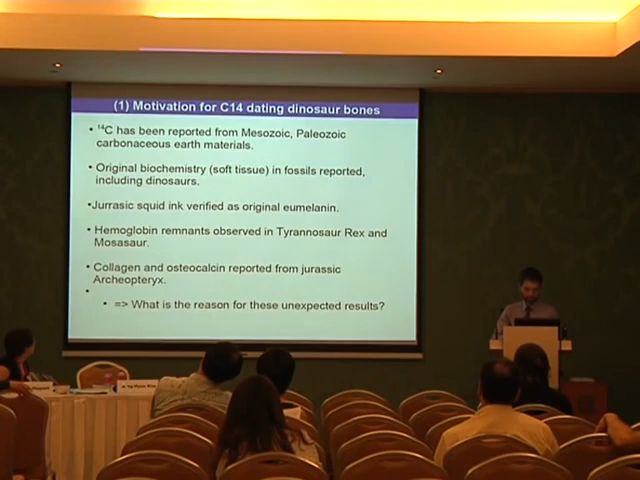 (1) Motivation for C14 dating dinosaur bones
• ¹⁴C has been reported from Mesozoic, Paleozoic
carbonaceous earth materials.
• Original biochemistry (soft tissue) in fossils reported,
including dinosaurs.
•Jurrasic squid ink verified as original eumelanin.
• Hemoglobin remnants observed in Tyrannosaur Rex and
Mosasaur.
• Collagen and osteocalcin reported from jurassic
Archeopteryx.
•
• => What is the reason for these unexpected results?